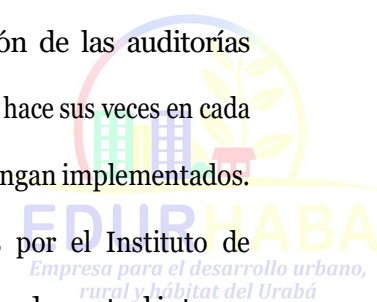 ón de las auditorías
hace sus veces en cada
ngan implementados.
por el Instituto de
EDURHABA
Empresa para el desarrollo urbano,
rural y hábitat del Urabá